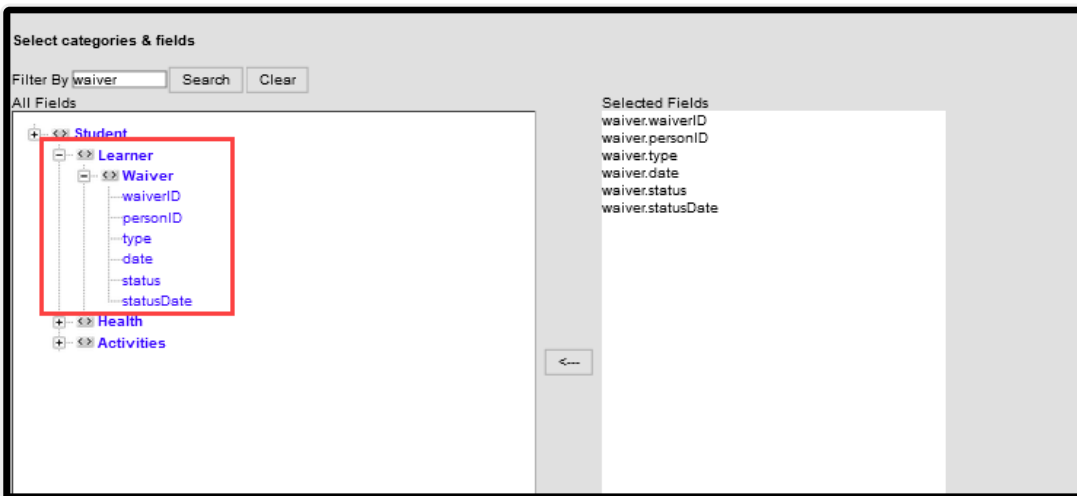 Select categories & fields
Filter By waiver Search Clear
All Fields
Student
Learner
Waiver
waiverID
personID
type
date
status
statusDate
Health
Activities
<---
Selected Fields
waiver.waiverID
waiver.personID
waiver.type
waiver.date
waiver.status
waiver.statusDate